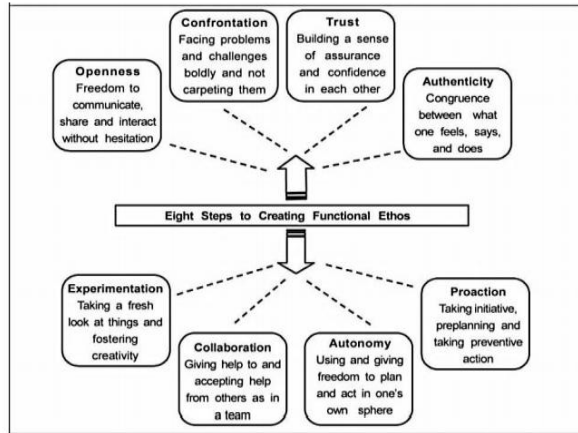 Confrontation
Facing problems
and challenges
boldly and not
carpeting them
Trust
Building a sense
of assurance
and confidence
in each other
Openness
Freedom to
communicate,
share and interact
without hesitation
Authenticity
Congruence
between what
one feels, says,
and does
Eight Steps to Creating Functional Ethos
Experimentation
Taking a fresh
look at things and
fostering
creativity
Collaboration
Giving help to and
accepting help
from others as in
a team
Autonomy
Using and giving
freedom to plan
and act in one's
own sphere
Proaction
Taking initiative,
preplanning and
taking preventive
action